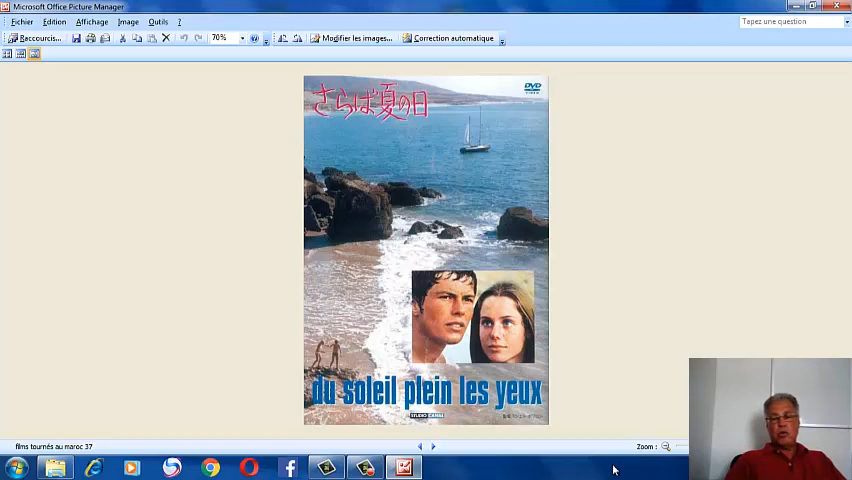 Microsoft Office Picture Manager
Fichier Édition Affichage Image Outils ?
Tapez une question
Raccourcis...
70%
Modifier les images...
Correction automatique
さらば夏の日
DVD
VIDEO
du soleil plein les yeux
STUDIO CANAL
films tournés au maroc 37
Zoom :